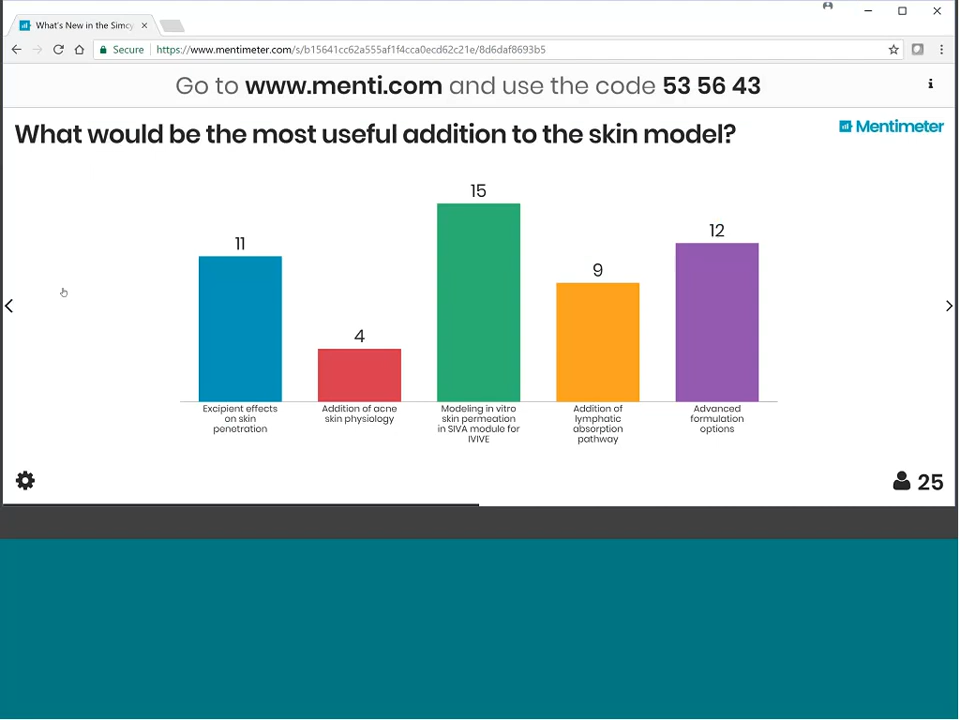 What's New in the Simcy
Secure
https://www.mentimeter.com/s/b15641cc62a555af1f4cca0ecd62c21e/8d6daf8693b5
Go to www.menti.com and use the code 53 56 43
What would be the most useful addition to the skin model?
Mentimeter
15
12
11
9
4
Excipient effects
on skin
penetration
Addition of acne
skin physiology
Modeling in vitro
skin permeation
in SIVA module for
IVIVE
Addition of
lymphatic
absorption
pathway
Advanced
formulation
options
25